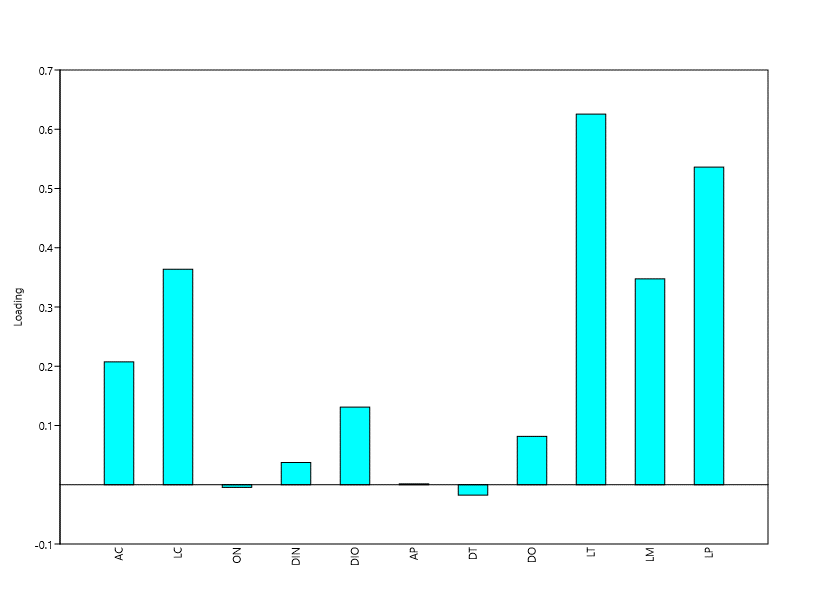 0.7
0.6
0.5
0.4
0.3
0.2
0.1
-0.1
Loading
AC
LC
ON
DIN
DIO
AP
DT
DO
LT
LM
LP